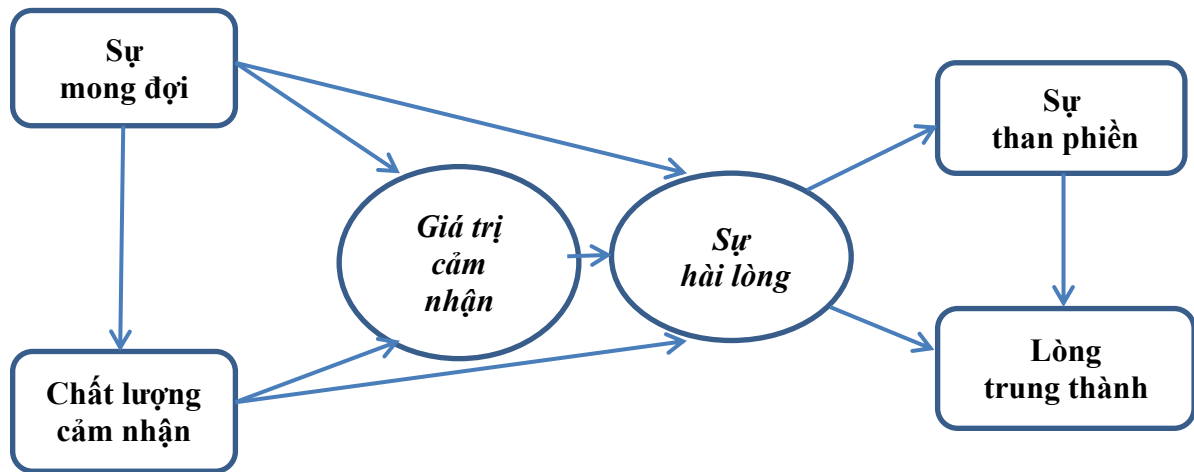 Sự
mong đợi
Sự
than phiền
Giá trị
cảm
nhận
Sự
hài lòng
Chất lượng
cảm nhận
Lòng
trung thành